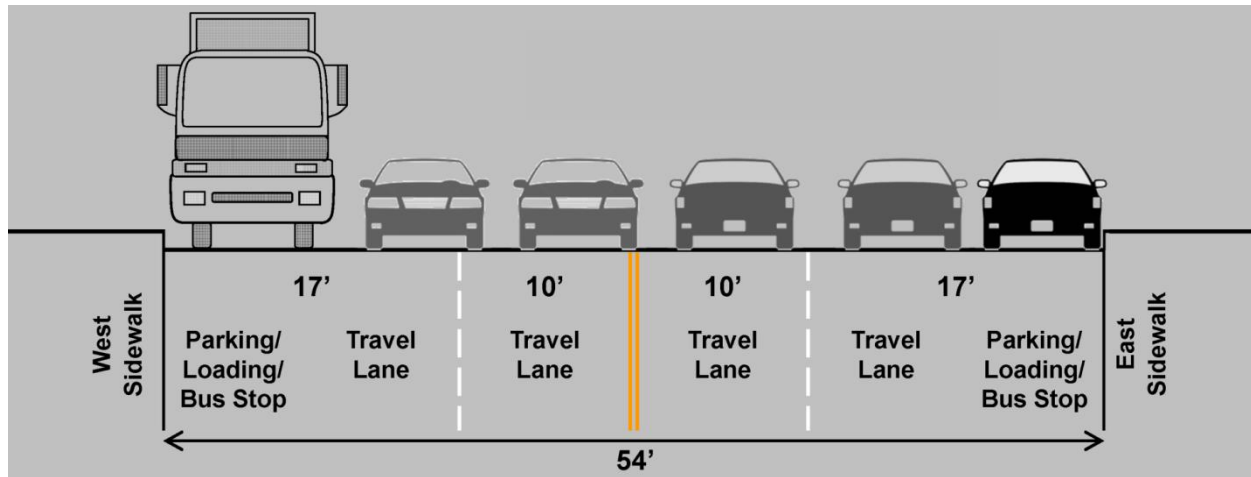 West
Sidewalk
17’
10’
10’
17’
Parking/
Loading/
Bus Stop
Travel
Lane
Travel
Lane
Travel
Lane
Travel
Lane
Parking/
Loading/
Bus Stop
East
Sidewalk
54’